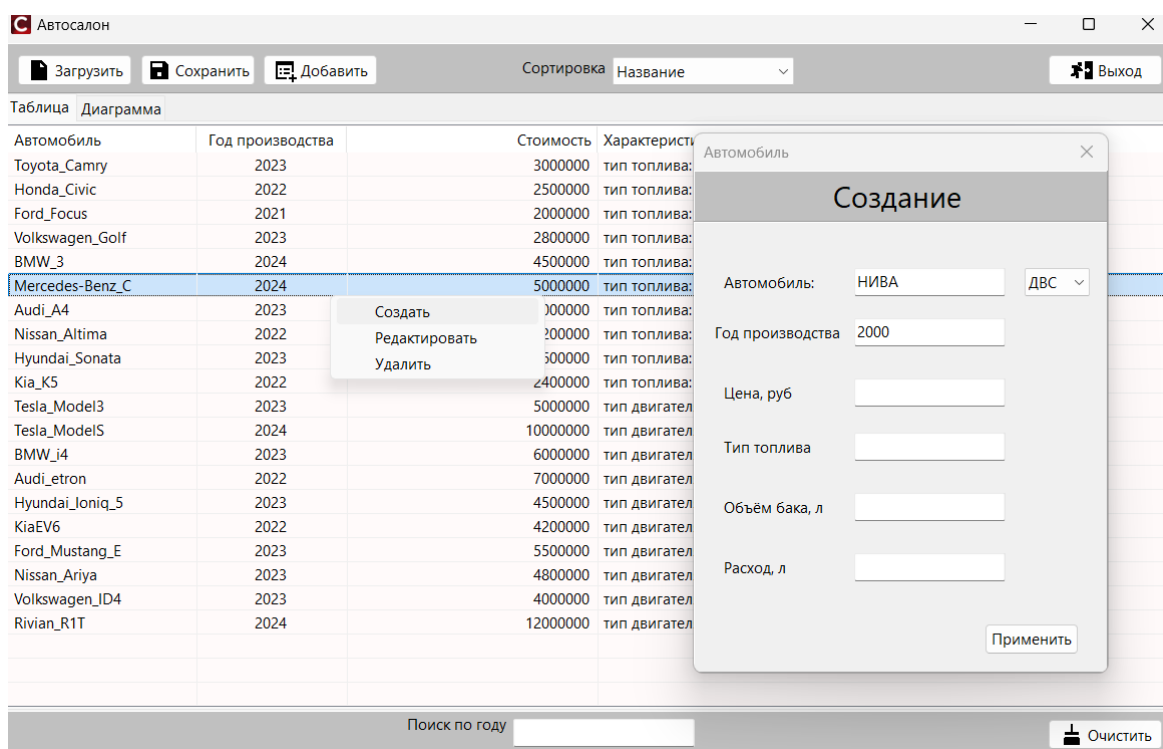 Автосалон
Загрузить Сохранить Добавить Сортировка Название Выход
Таблица Диаграмма
Автомобиль Год производства Стоимость Характеристи
Toyota_Camry 2023 3000000 тип топлива:
Honda_Civic 2022 2500000 тип топлива:
Ford_Focus 2021 2000000 тип топлива:
Volkswagen_Golf 2023 2800000 тип топлива:
BMW_3 2024 4500000 тип топлива:
Mercedes-Benz_C 2024 5000000 тип топлива:
Audi_A4 2023 000000 тип топлива:
Nissan_Altima 2022 200000 тип топлива:
Hyundai_Sonata 2023 500000 тип топлива:
Kia_K5 2022 2400000 тип топлива:
Tesla_Model3 2023 5000000 тип двигател
Tesla_ModelS 2024 10000000 тип двигател
BMW_i4 2023 6000000 тип двигател
Audi_etron 2022 7000000 тип двигател
Hyundai_Ioniq_5 2023 4500000 тип двигател
KiaEV6 2022 4200000 тип двигател
Ford_Mustang_E 2023 5500000 тип двигател
Nissan_Ariya 2023 4800000 тип двигател
Volkswagen_ID4 2023 4000000 тип двигател
Rivian_R1T 2024 12000000 тип двигател
Создать
Редактировать
Удалить
Автомобиль
Создание
Автомобиль: НИВА ДВС
Год производства 2000
Цена, руб
Тип топлива
Объём бака, л
Расход, л
Применить
Поиск по году Очистить